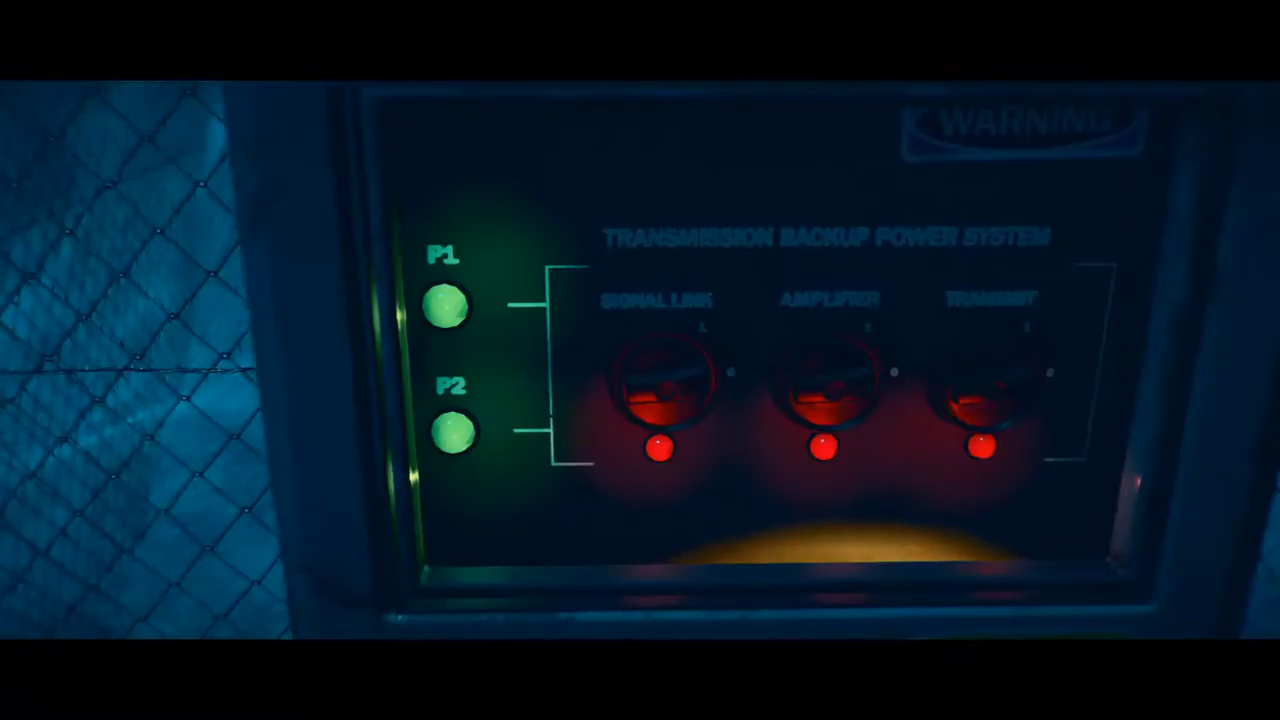 WARNING
TRANSMISSION BACKUP POWER SYSTEM
P1
SIGNAL LINK
AMPLIFIER
TRANSMIT
P2